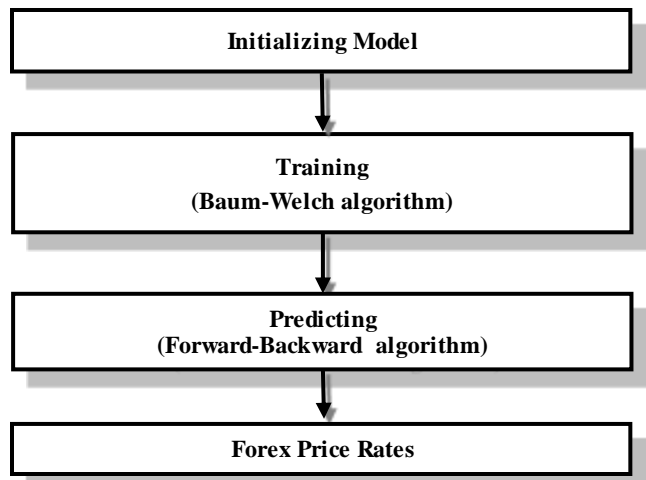 Initializing Model
Training
(Baum-Welch algorithm)
Predicting
(Forward-Backward algorithm)
Forex Price Rates